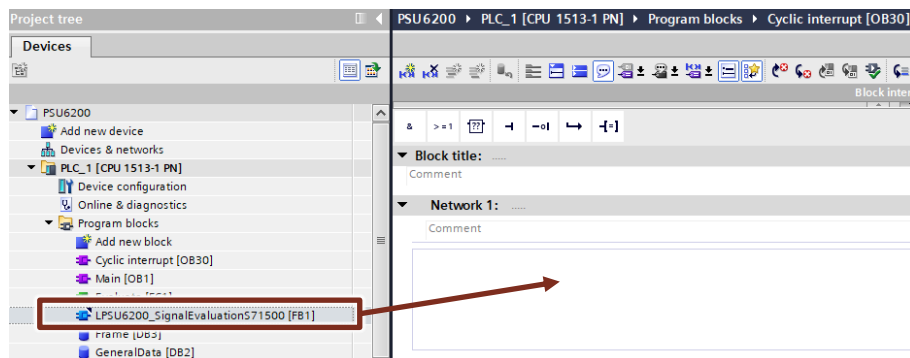 Project tree
Devices
PSU6200
Add new device
Devices & networks
PLC_1 [CPU 1513-1 PN]
Device configuration
Online & diagnostics
Program blocks
Add new block
Cyclic interrupt [OB30]
Main [OB1]
LPSU6200_SignalEvaluationS71500 [FB1]
Frame [DB3]
GeneralData [DB2]
PSU6200 ▸ PLC_1 [CPU 1513-1 PN] ▸ Program blocks ▸ Cyclic interrupt [OB30]
Block inter
& >=1 ??
Block title: .....
Comment
Network 1: .....
Comment